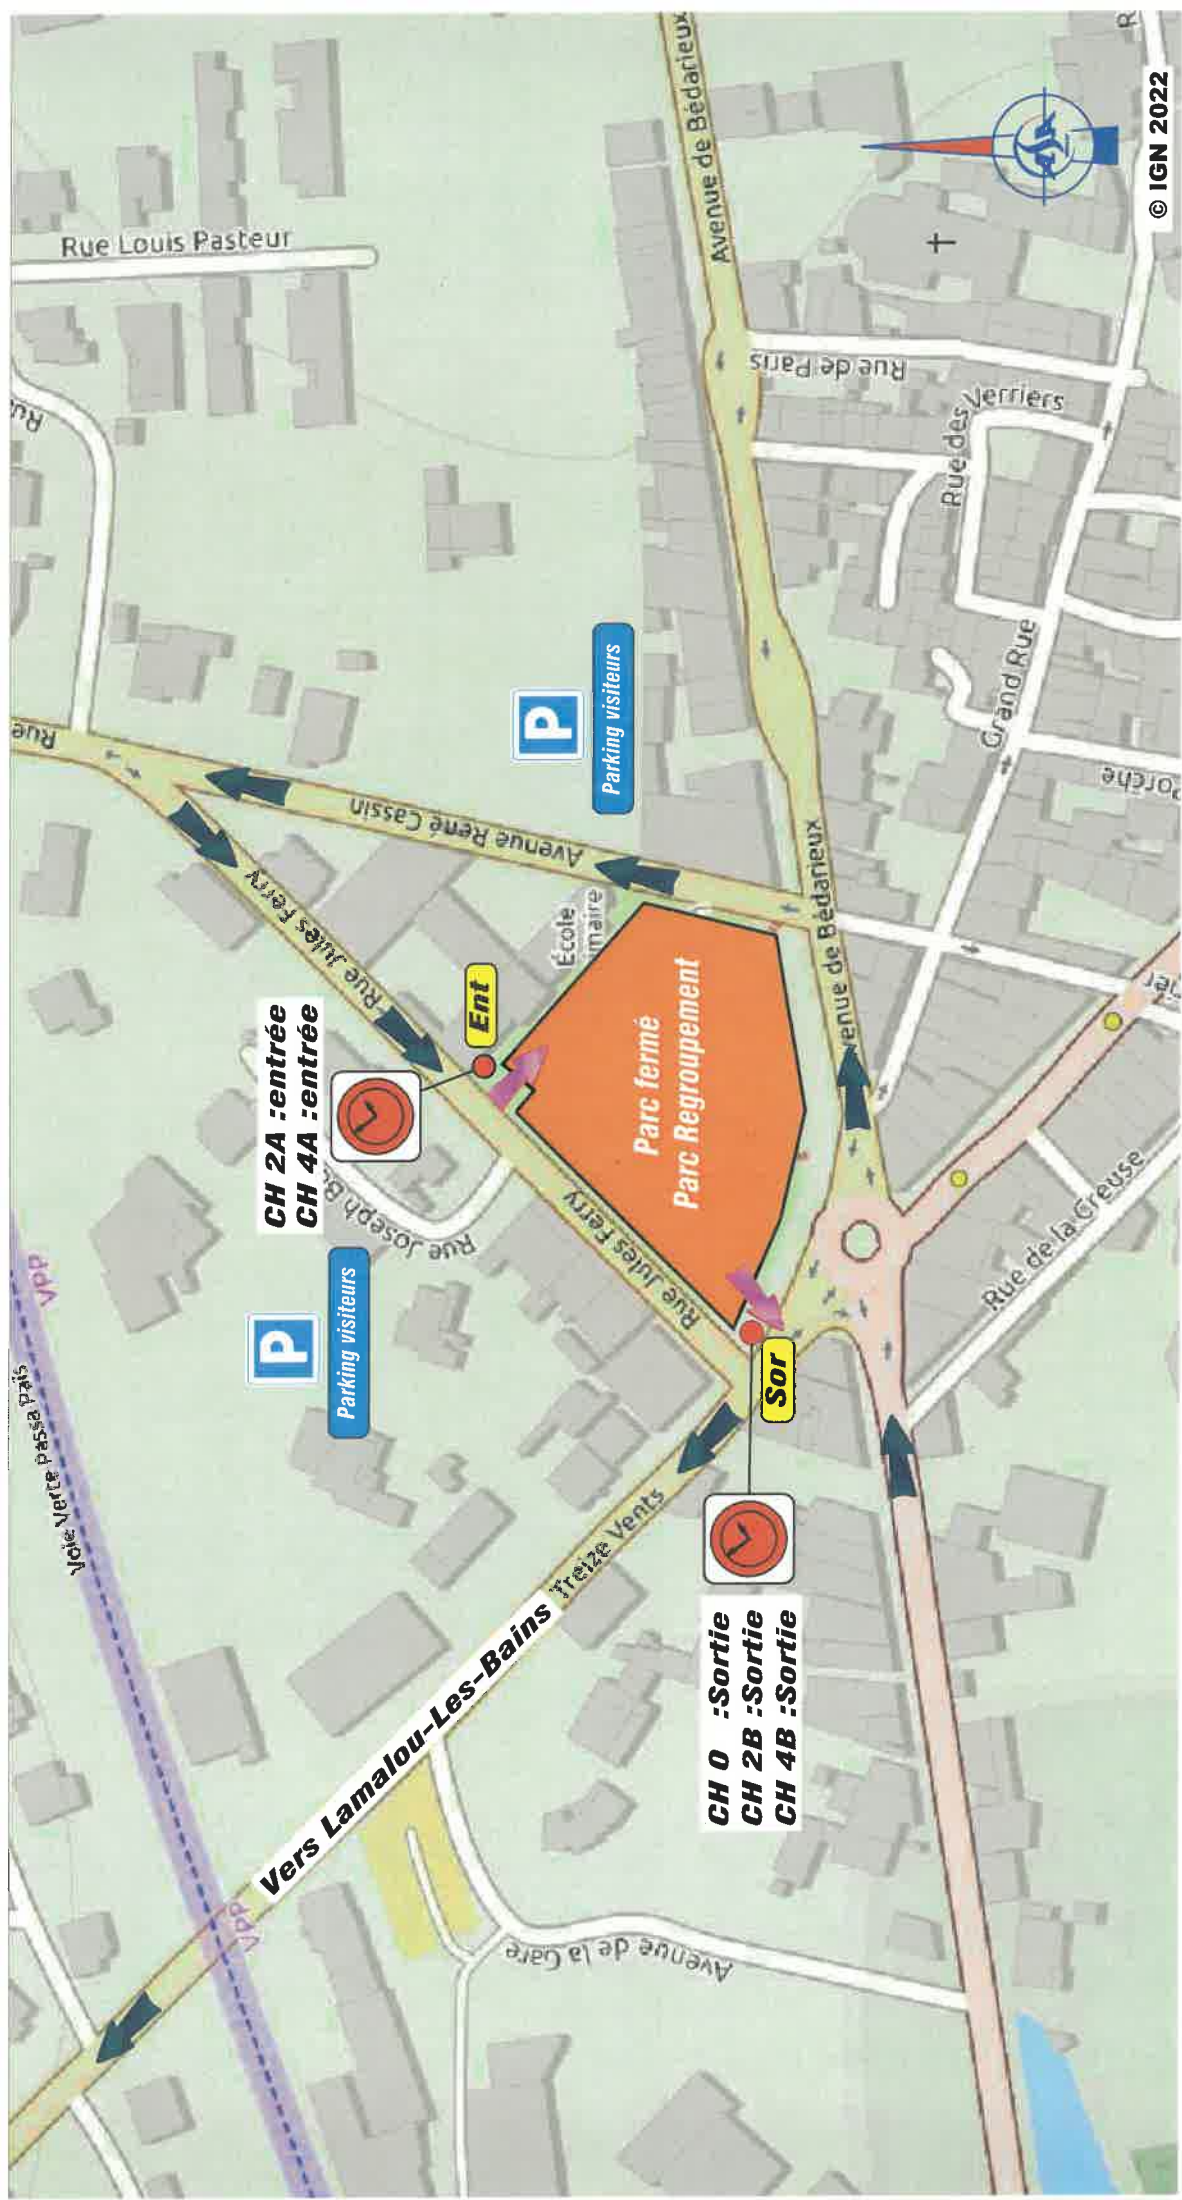 Voie Verte Passa Païs
VPP
VPP
Vers Lamalou-Les-Bains
Treize Vents
Avenue de la Gare
P
Parking visiteurs
Rue Joseph
CH 2A :entrée
CH 4A :entrée
Ent
Rue Jules Ferry
Rue Jules Ferry
CH 0 :Sortie
CH 2B :Sortie
CH 4B :Sortie
Sor
Parc fermé
Parc Regroupement
École
Avenue René Cassin
P
Parking visiteurs
Rue
Rue
Rue Louis Pasteur
Avenue de Bédarieux
enue de Bédarieux
Rue de Paris
Rue des Verriers
Grand Rue
Porche
Rue de la Creuse
ASA
© IGN 2022